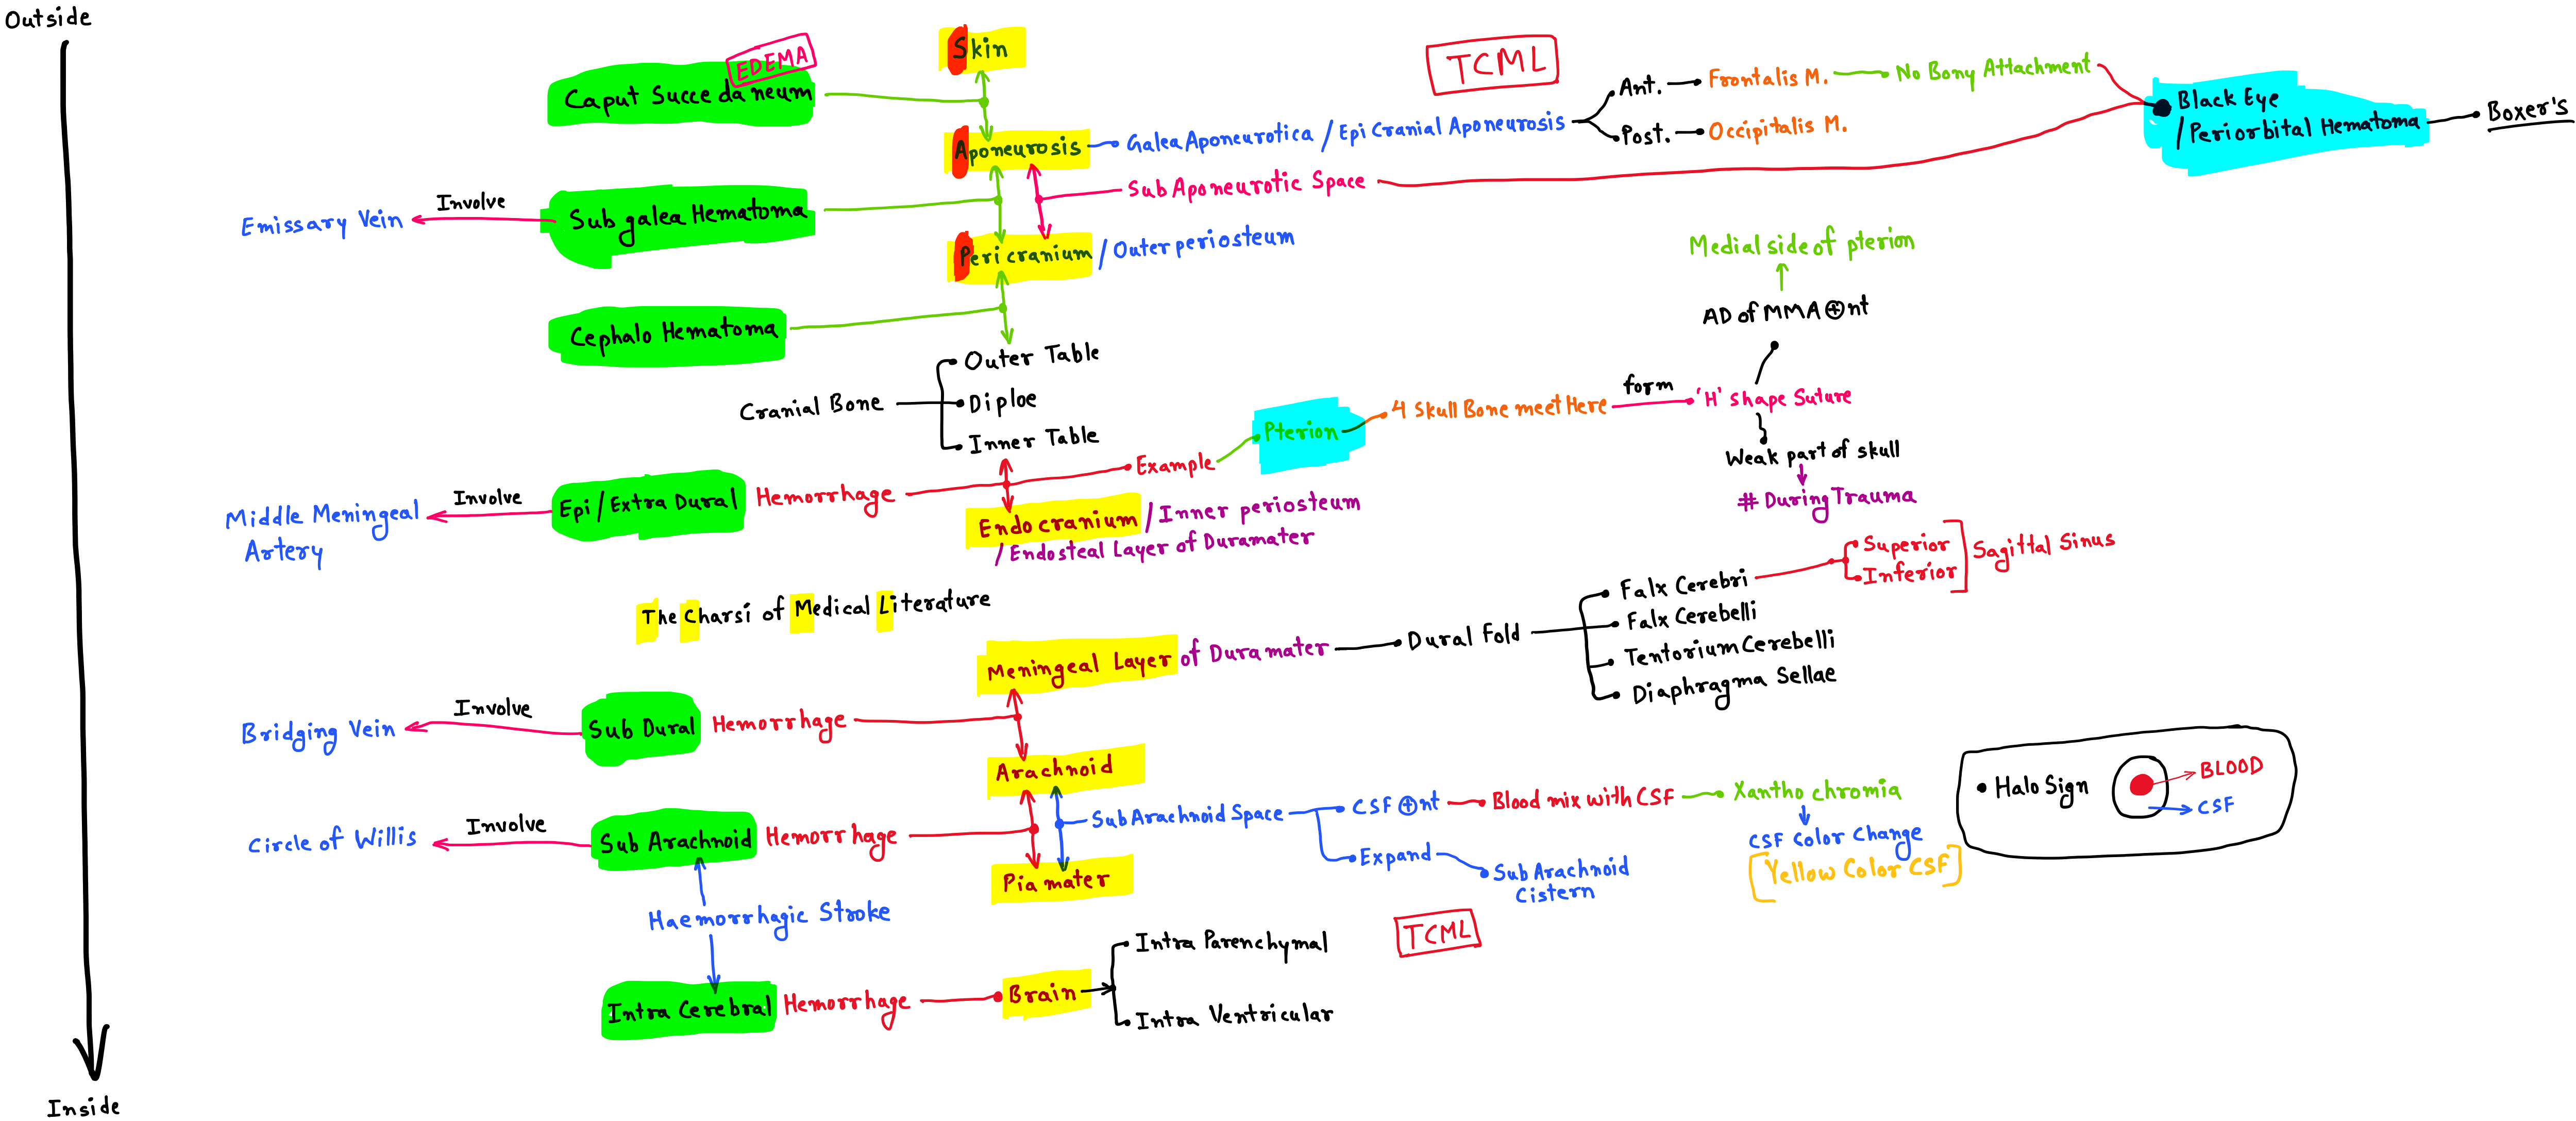 Outside
Skin
EDEMA
Caput Succedaneum
TCML
Ant.
Frontalis M.
No Bony Attachment
Black Eye
/Periorbital Hematoma
Boxer's
Aponeurosis
Galea Aponeurotica / Epi Cranial Aponeurosis
Post.
Occipitalis M.
Sub Aponeurotic Space
Emissary Vein
Involve
Sub galea Hematoma
Pericranium / Outer periosteum
Medial side of pterion
AD of MMA ⊕nt
Cephalo Hematoma
Outer Table
Cranial Bone
Diploe
Inner Table
Pterion
4 Skull Bone meet Here
form
'H' shape Suture
Weak part of skull
# During Trauma
Example
Middle Meningeal
Artery
Involve
Epi / Extra Dural Hemorrhage
Endocranium / Inner periosteum
/ Endosteal Layer of Duramater
Superior
Inferior
Sagittal Sinus
The Charsi of Medical Literature
Meningeal Layer of Duramater
Dural Fold
Falx Cerebri
Falx Cerebelli
Tentorium Cerebelli
Diaphragma Sellae
Bridging Vein
Involve
Sub Dural Hemorrhage
Arachnoid
Halo Sign
BLOOD
CSF
Circle of Willis
Involve
Sub Arachnoid Hemorrhage
Sub Arachnoid Space
CSF ⊕nt
Blood mix with CSF
Xantho chromia
CSF Color Change
[Yellow Color CSF]
Expand
Sub Arachnoid
Cistern
Pia mater
Haemorrhagic Stroke
TCML
Intra Cerebral Hemorrhage
Brain
Intra Parenchymal
Intra Ventricular
Inside